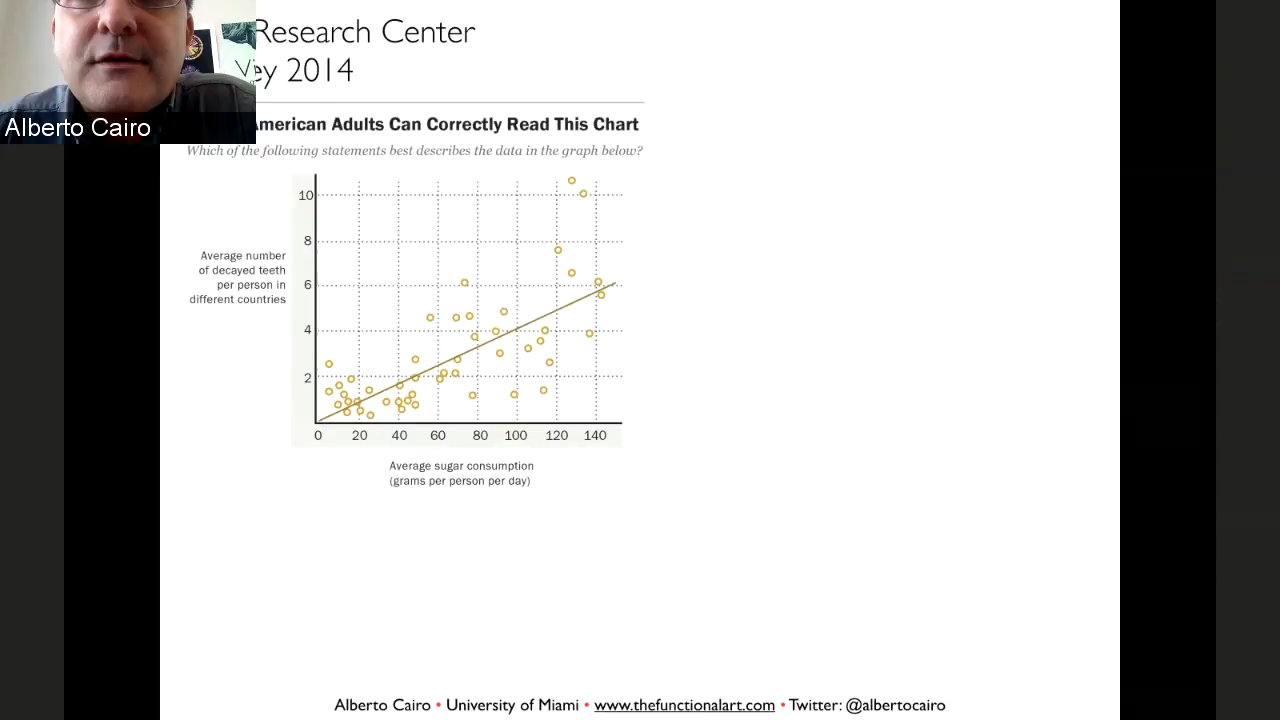 Research Center
ey 2014
Alberto Cairo
American Adults Can Correctly Read This Chart
Which of the following statements best describes the data in the graph below?
10
8
6
4
2
Average number
of decayed teeth
per person in
different countries
0 20 40 60 80 100 120 140
Average sugar consumption
(grams per person per day)
Alberto Cairo • University of Miami • www.thefunctionalart.com • Twitter: @albertocairo